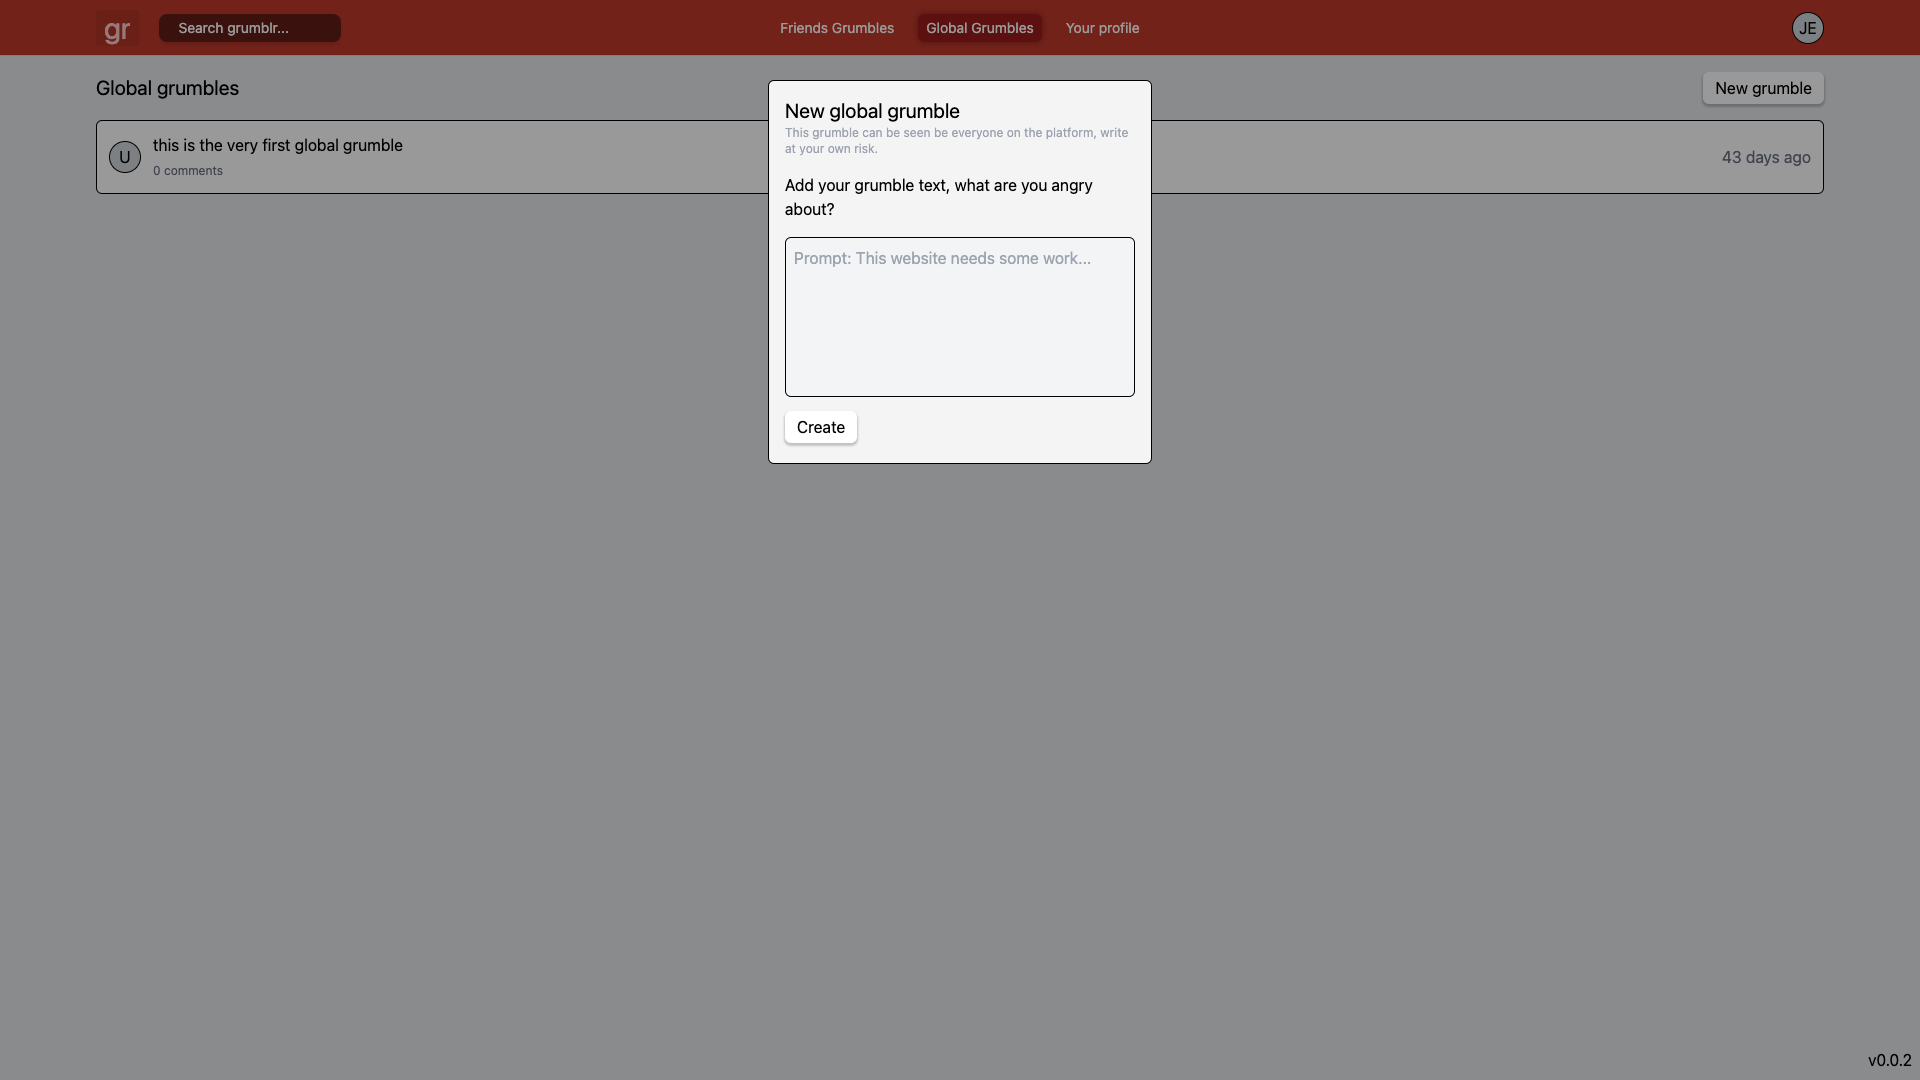 gr
Search grumblr...
Friends Grumbles
Global Grumbles
Your profile
JE
Global grumbles
New grumble
U
this is the very first global grumble
0 comments
43 days ago
New global grumble
This grumble can be seen be everyone on the platform, write
at your own risk.
Add your grumble text, what are you angry
about?
Prompt: This website needs some work...
Create
v0.0.2